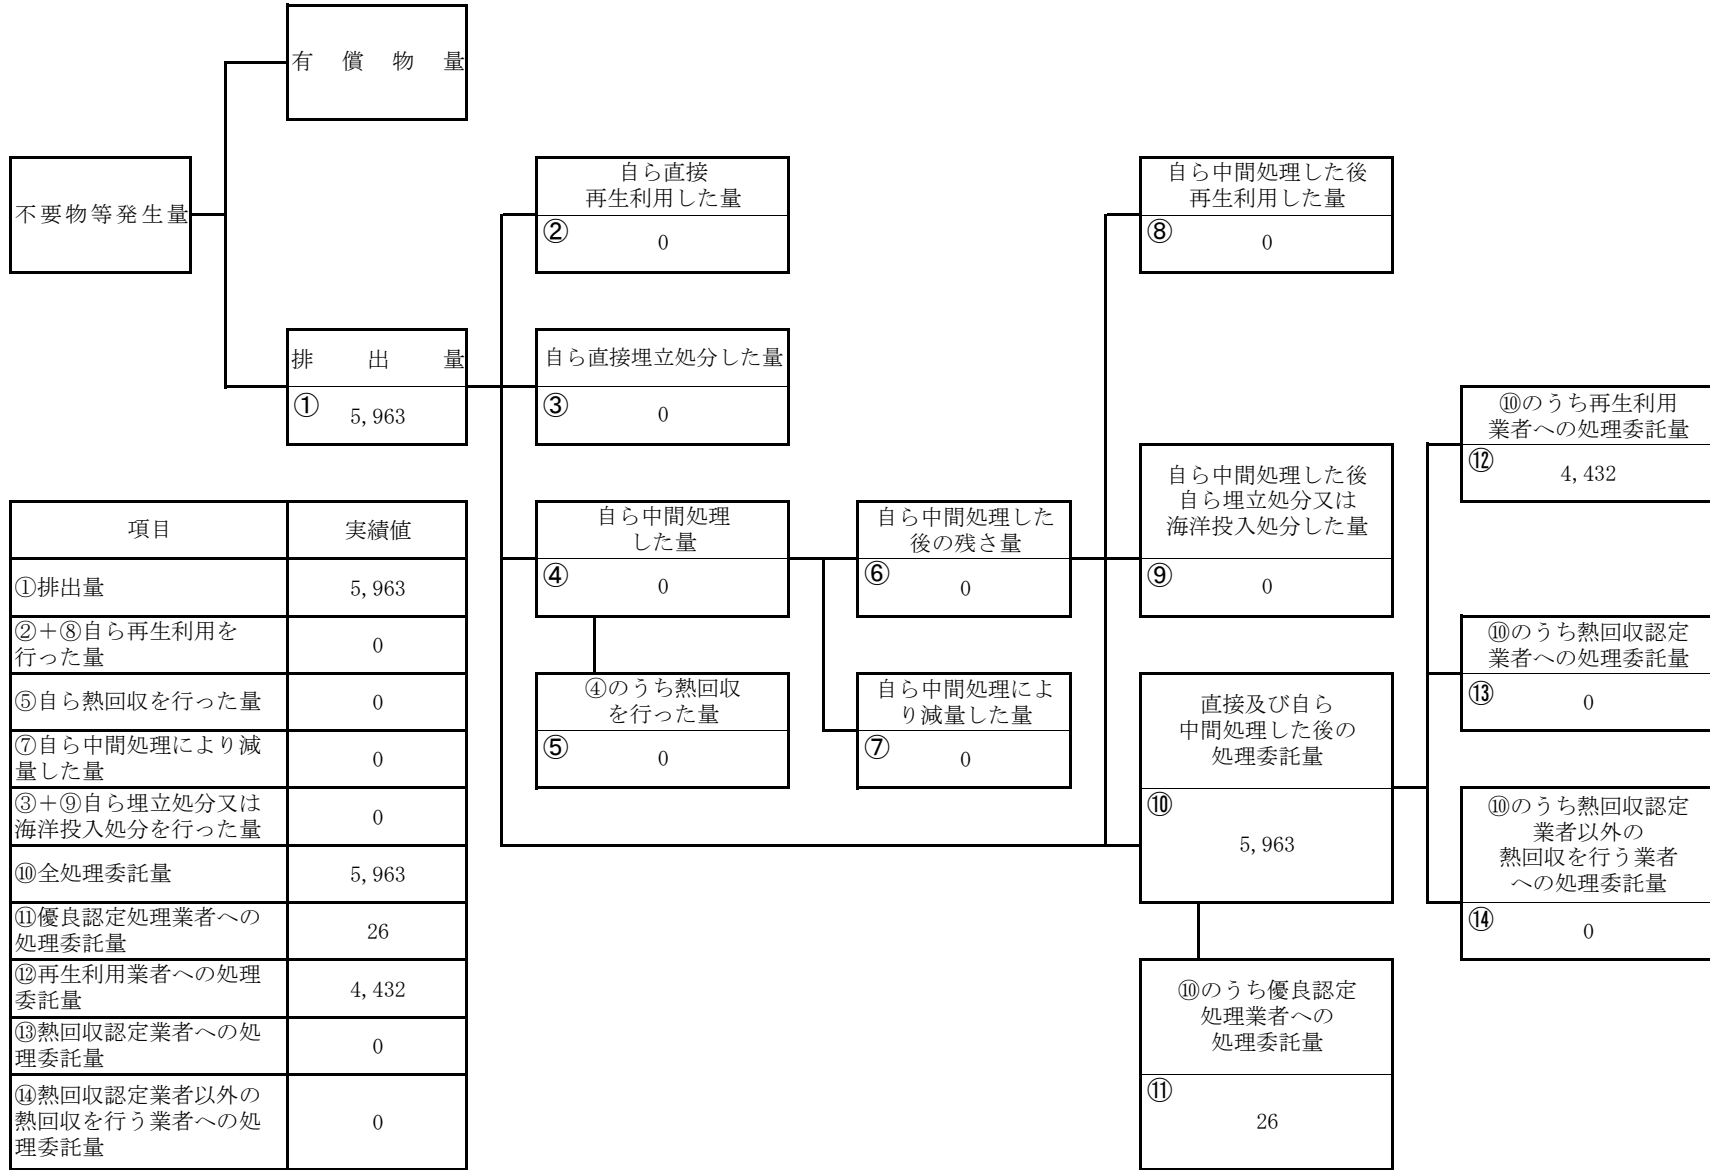 有償物量
不要物等発生量
自ら直接
再生利用した量
②
0
自ら中間処理した後
再生利用した量
⑧
0
排出量
①
5,963
自ら直接埋立処分した量
③
0
⑩のうち再生利用
業者への処理委託量
⑫
4,432
自ら中間処理した後
自ら埋立処分又は
海洋投入処分した量
⑨
0
自ら中間処理
した量
④
0
自ら中間処理した
後の残さ量
⑥
0
⑩のうち熱回収認定
業者への処理委託量
⑬
0
④のうち熱回収
を行った量
⑤
0
自ら中間処理によ
り減量した量
⑦
0
直接及び自ら
中間処理した後の
処理委託量
⑩
5,963
⑩のうち熱回収認定
業者以外の
熱回収を行う業者
への処理委託量
⑭
0
⑩のうち優良認定
処理業者への
処理委託量
⑪
26
項目 実績値
①排出量 5,963
②＋⑧自ら再生利用を
行った量 0
⑤自ら熱回収を行った量 0
⑦自ら中間処理により減
量した量 0
③＋⑨自ら埋立処分又は
海洋投入処分を行った量 0
⑩全処理委託量 5,963
⑪優良認定処理業者への
処理委託量 26
⑫再生利用業者への処理
委託量 4,432
⑬熱回収認定業者への処
理委託量 0
⑭熱回収認定業者以外の
熱回収を行う業者への処
理委託量 0